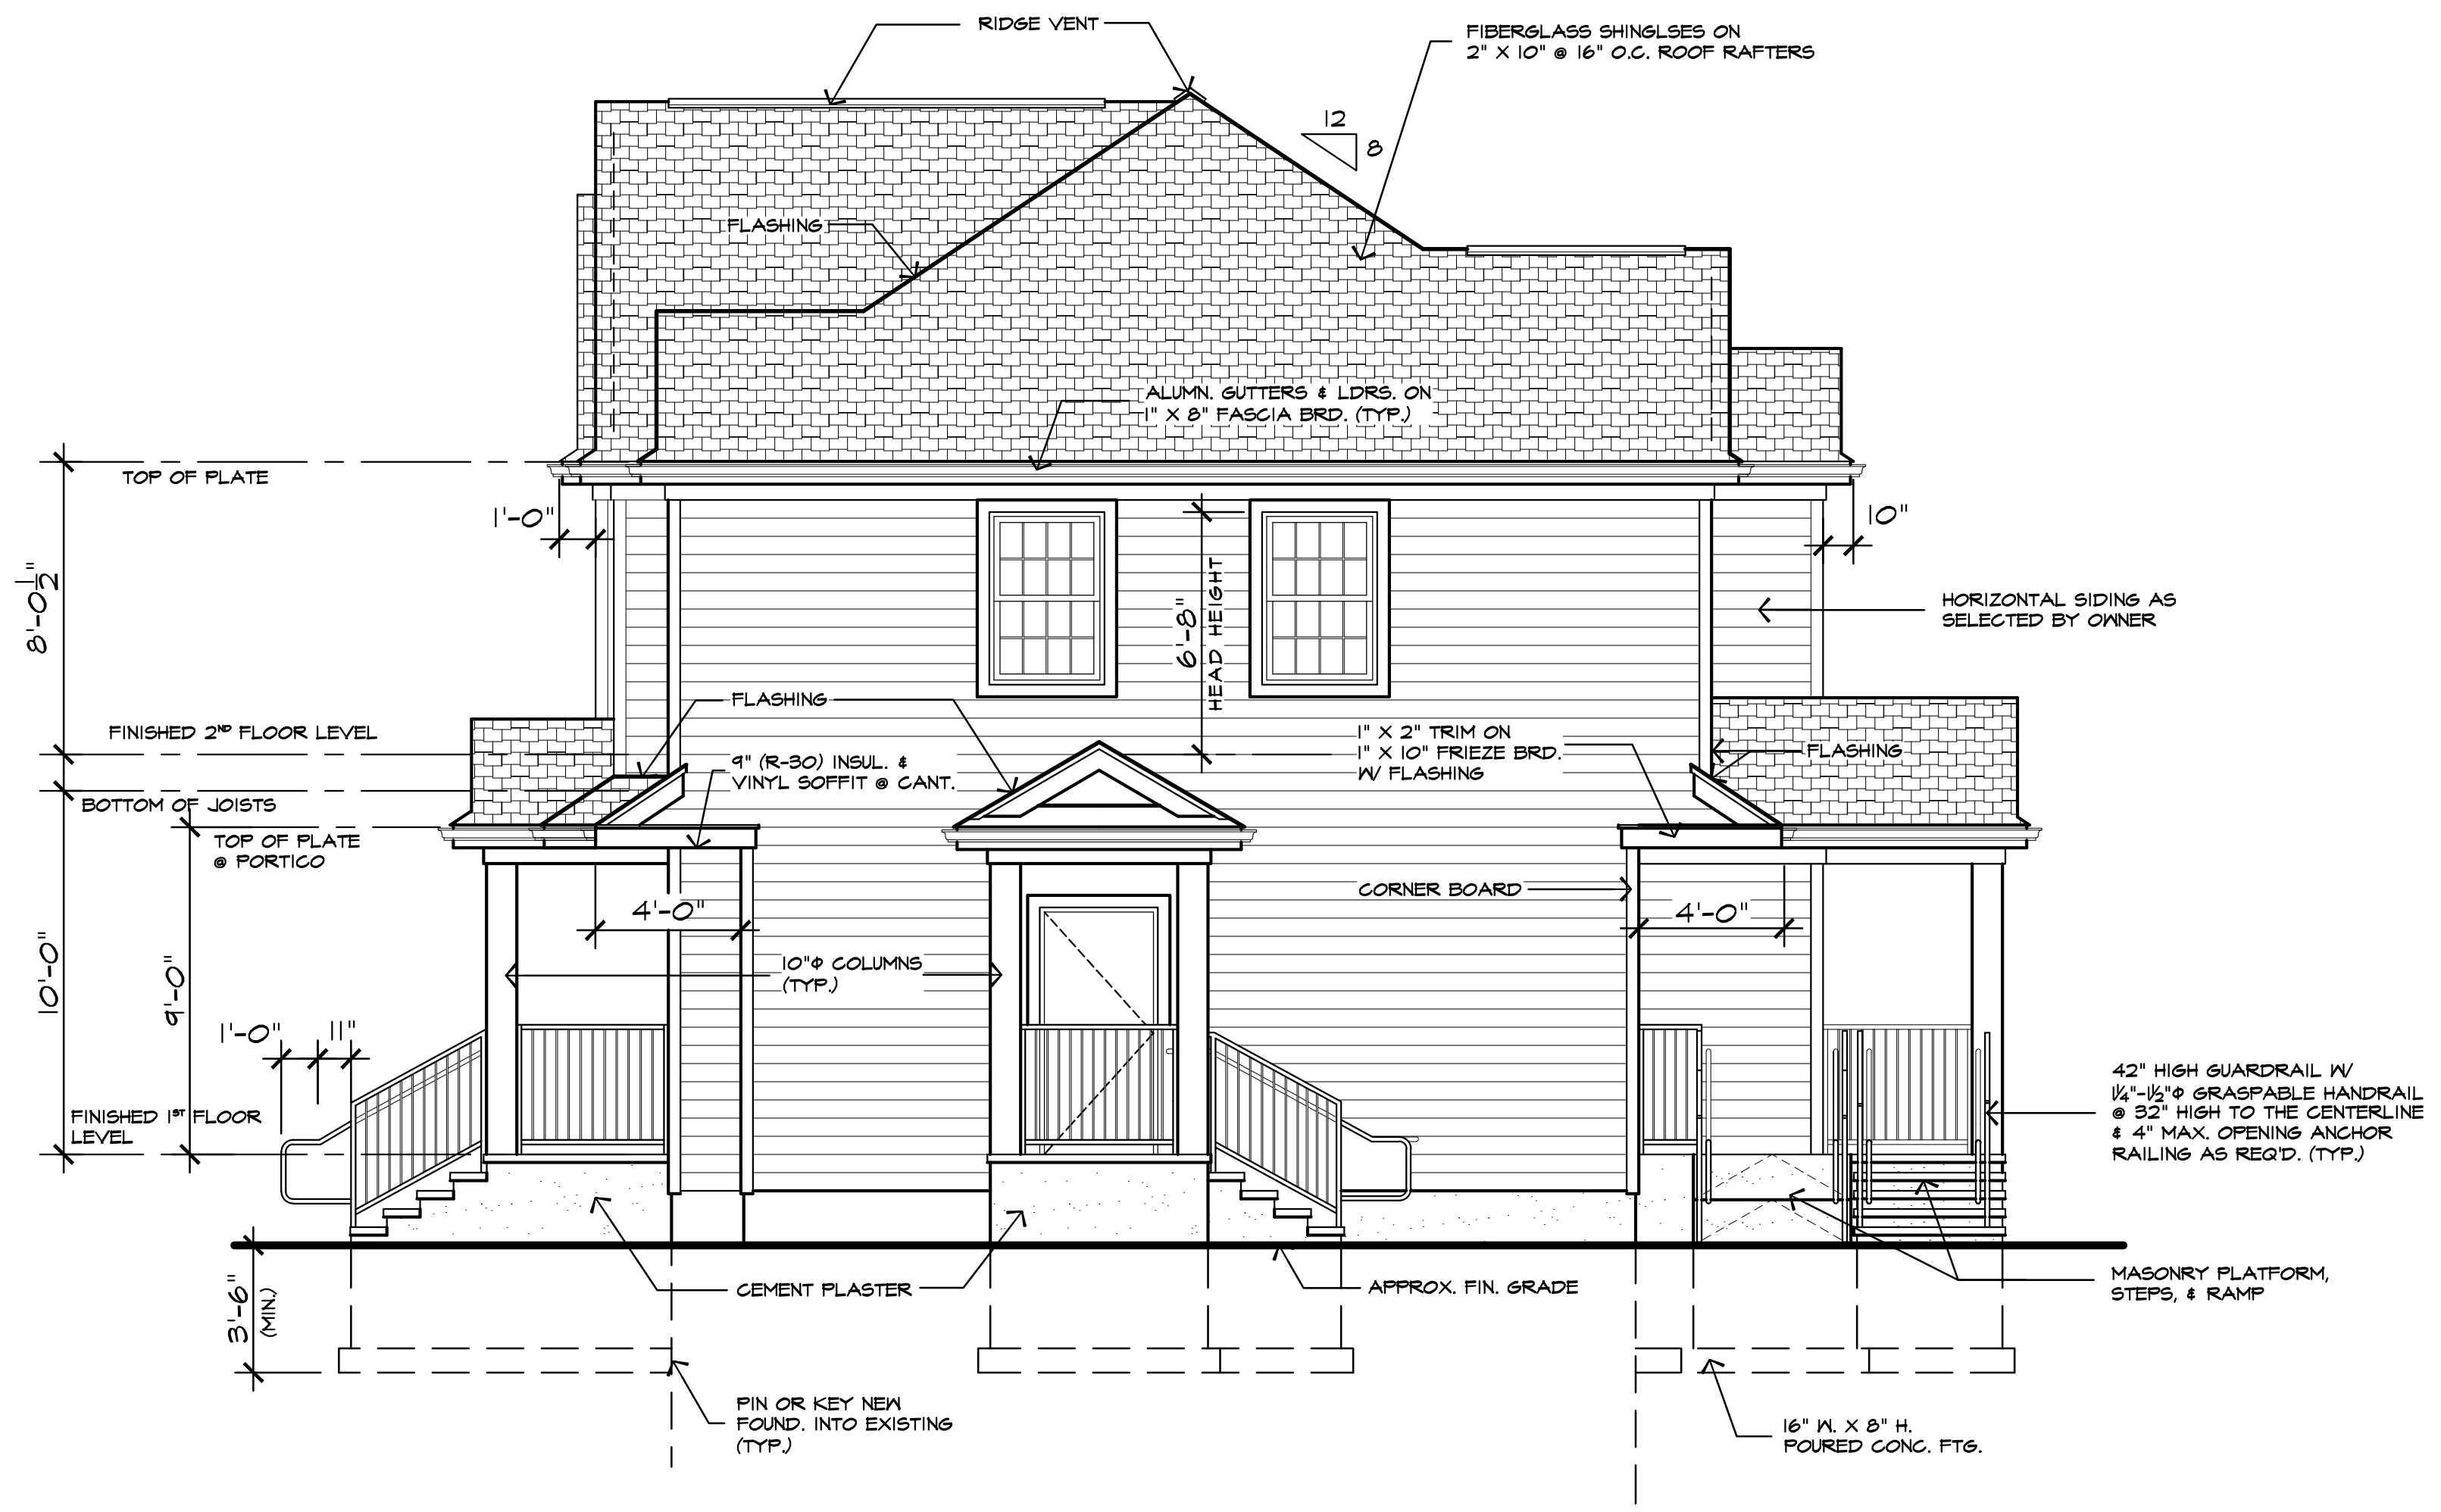 RIDGE VENT
FIBERGLASS SHINGLSES ON
2" X 10" @ 16" O.C. ROOF RAFTERS
12
8
FLASHING
ALUMN. GUTTERS & LDRS. ON
1" X 8" FASCIA BRD. (TYP.)
TOP OF PLATE
1'-0"
10"
8'-0 1/2"
6'-8"
HEAD HEIGHT
HORIZONTAL SIDING AS
SELECTED BY OWNER
FINISHED 2ND FLOOR LEVEL
FLASHING
1" X 2" TRIM ON
1" X 10" FRIEZE BRD.
W/ FLASHING
FLASHING
9" (R-30) INSUL. &
VINYL SOFFIT @ CANT.
BOTTOM OF JOISTS
TOP OF PLATE
@ PORTICO
CORNER BOARD
4'-0"
4'-0"
10"Φ COLUMNS
(TYP.)
10'-0"
9'-0"
1'-0"
11"
FINISHED 1ST FLOOR
LEVEL
42" HIGH GUARDRAIL W/
1¼"-1½"Φ GRASPABLE HANDRAIL
@ 32" HIGH TO THE CENTERLINE
& 4" MAX. OPENING ANCHOR
RAILING AS REQ'D. (TYP.)
3'-6"
(MIN.)
CEMENT PLASTER
APPROX. FIN. GRADE
MASONRY PLATFORM,
STEPS, & RAMP
PIN OR KEY NEW
FOUND. INTO EXISTING
(TYP.)
16" W. X 8" H.
POURED CONC. FTG.